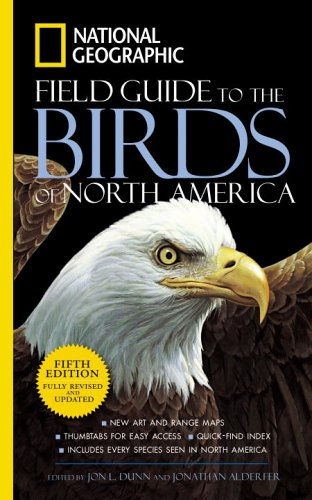 NATIONAL
GEOGRAPHIC
FIELD GUIDE TO THE
BIRDS
OF NORTH AMERICA
FIFTH EDITION
FULLY REVISED
AND
UPDATED
■ NEW ART AND RANGE MAPS
■ THUMBTABS FOR EASY ACCESS ■ QUICK-FIND INDEX
■ INCLUDES EVERY SPECIES SEEN IN NORTH AMERICA
EDITED BY JON L. DUNN AND JONATHAN ALDERFER